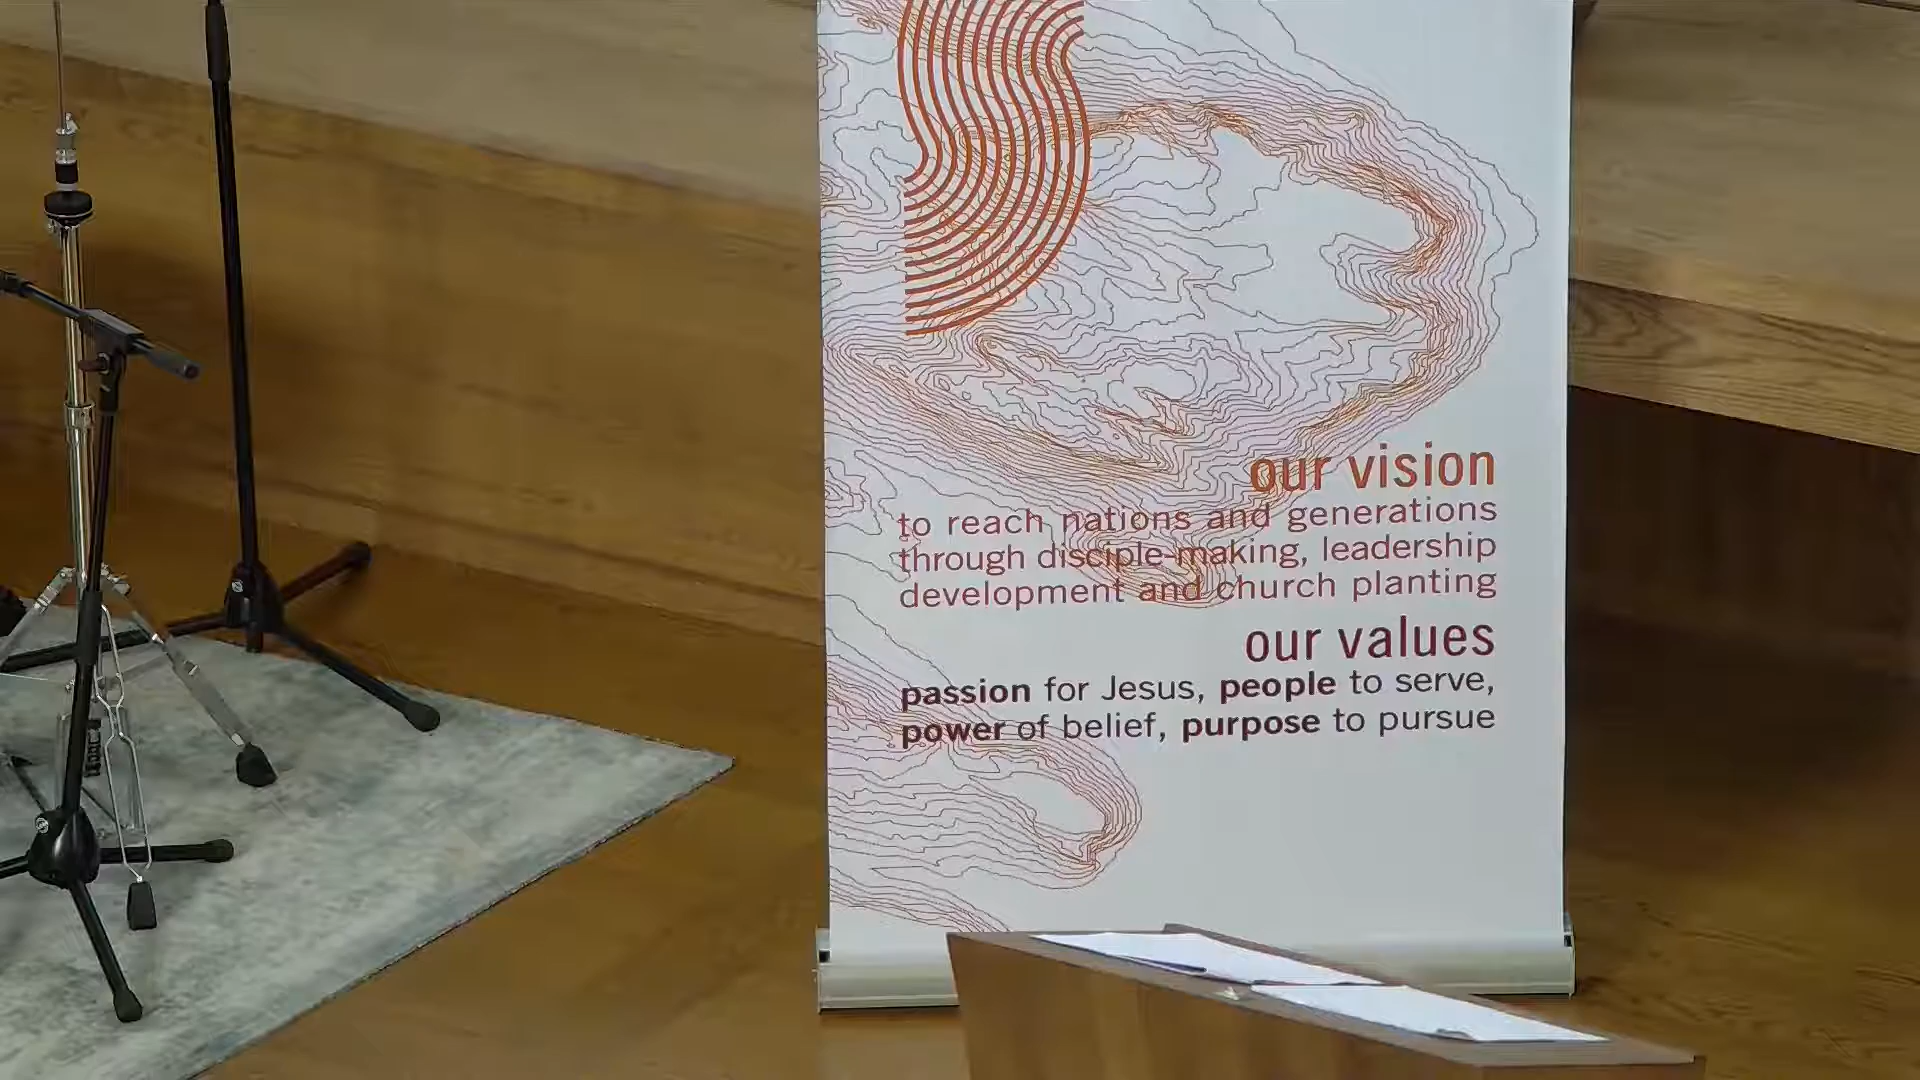 our vision
to reach nations and generations
through disciple-making, leadership
development and church planting
our values
passion for Jesus, people to serve,
power of belief, purpose to pursue